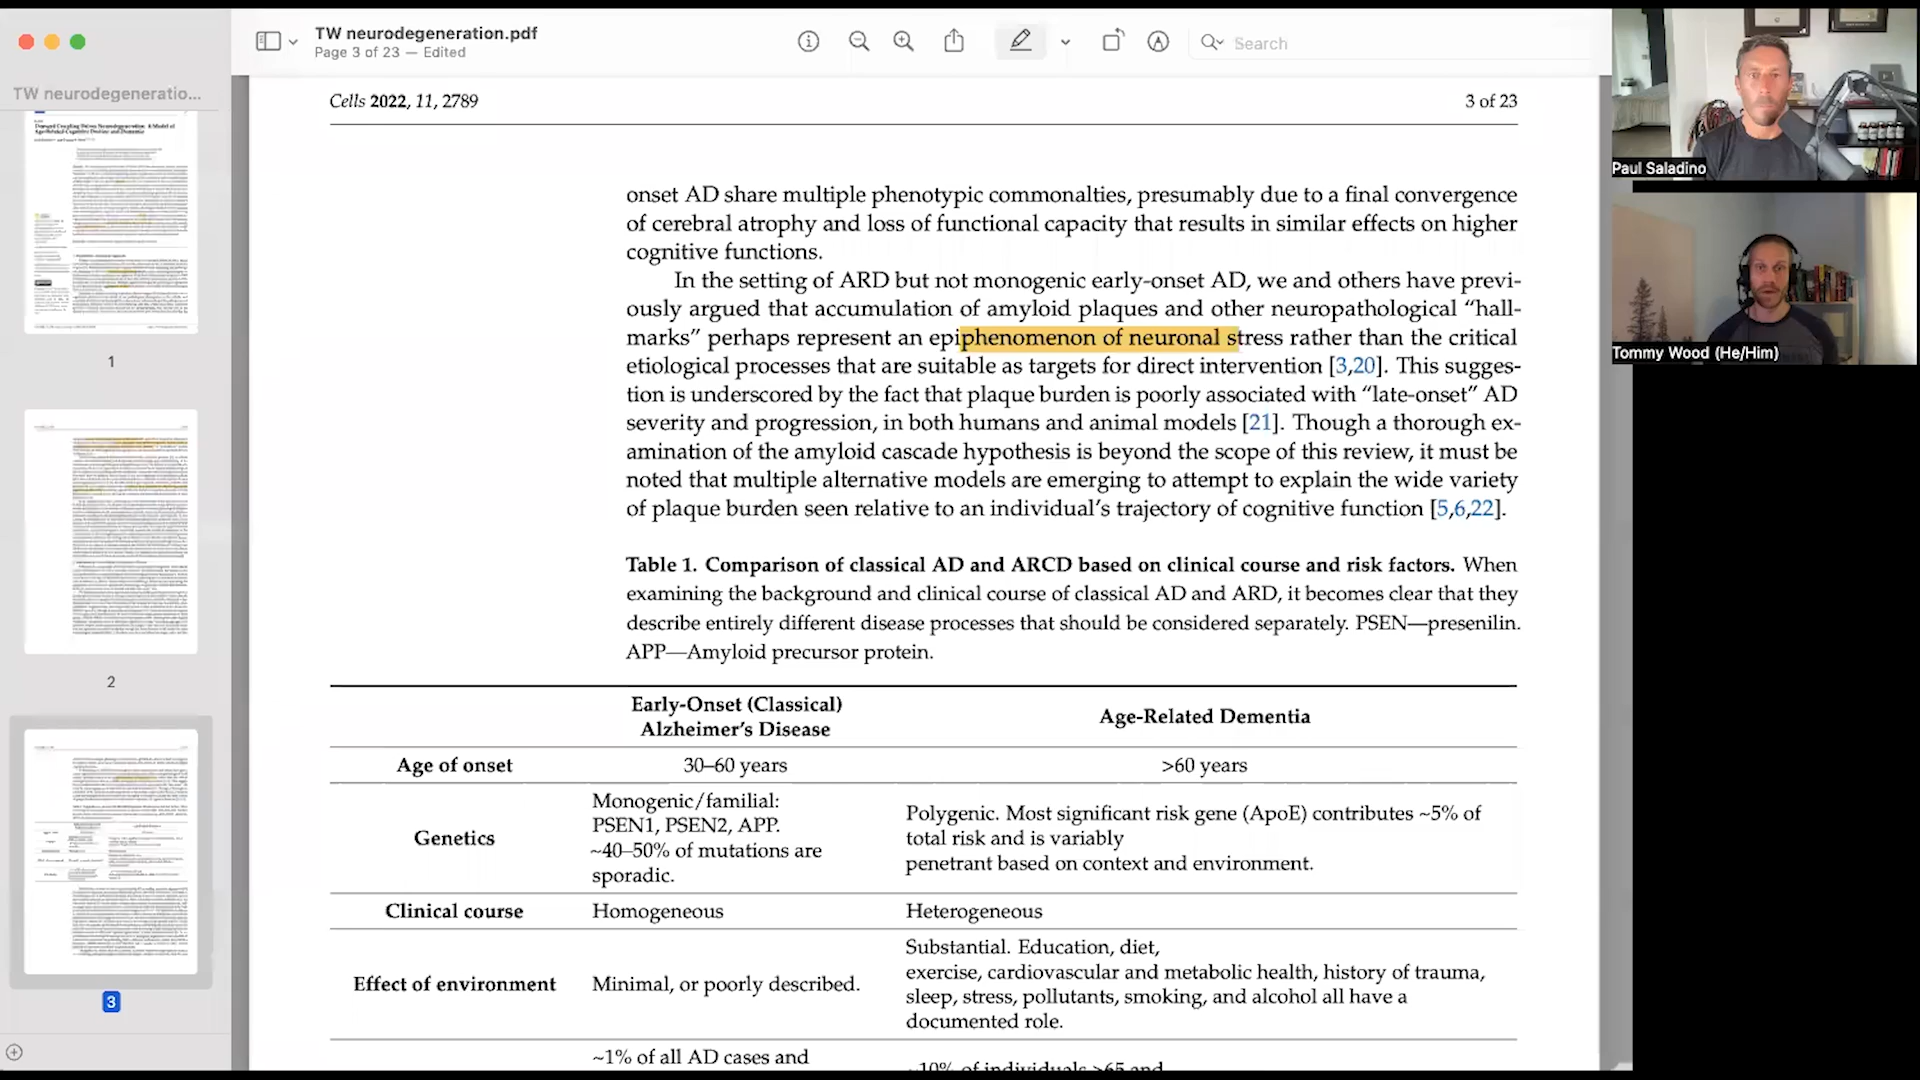 TW neurodegeneration.pdf
Page 3 of 23 — Edited
Search
TW neurodegeneratio...
1
2
3
Cells 2022, 11, 2789
3 of 23
onset AD share multiple phenotypic commonalties, presumably due to a final convergence
of cerebral atrophy and loss of functional capacity that results in similar effects on higher
cognitive functions.
In the setting of ARD but not monogenic early-onset AD, we and others have previ-
ously argued that accumulation of amyloid plaques and other neuropathological “hall-
marks” perhaps represent an epiphenomenon of neuronal stress rather than the critical
etiological processes that are suitable as targets for direct intervention [3,20]. This sugges-
tion is underscored by the fact that plaque burden is poorly associated with “late-onset” AD
severity and progression, in both humans and animal models [21]. Though a thorough ex-
amination of the amyloid cascade hypothesis is beyond the scope of this review, it must be
noted that multiple alternative models are emerging to attempt to explain the wide variety
of plaque burden seen relative to an individual’s trajectory of cognitive function [5,6,22].
Table 1. Comparison of classical AD and ARCD based on clinical course and risk factors. When
examining the background and clinical course of classical AD and ARD, it becomes clear that they
describe entirely different disease processes that should be considered separately. PSEN—presenilin.
APP—Amyloid precursor protein.
Early-Onset (Classical)
Alzheimer’s Disease
Age-Related Dementia
Age of onset
30–60 years
>60 years
Genetics
Monogenic/familial:
PSEN1, PSEN2, APP.
~40–50% of mutations are
sporadic.
Polygenic. Most significant risk gene (ApoE) contributes ~5% of
total risk and is variably
penetrant based on context and environment.
Clinical course
Homogeneous
Heterogeneous
Effect of environment
Minimal, or poorly described.
Substantial. Education, diet,
exercise, cardiovascular and metabolic health, history of trauma,
sleep, stress, pollutants, smoking, and alcohol all have a
documented role.
~1% of all AD cases and
~10% of individuals >65 and
Paul Saladino
Tommy Wood (He/Him)